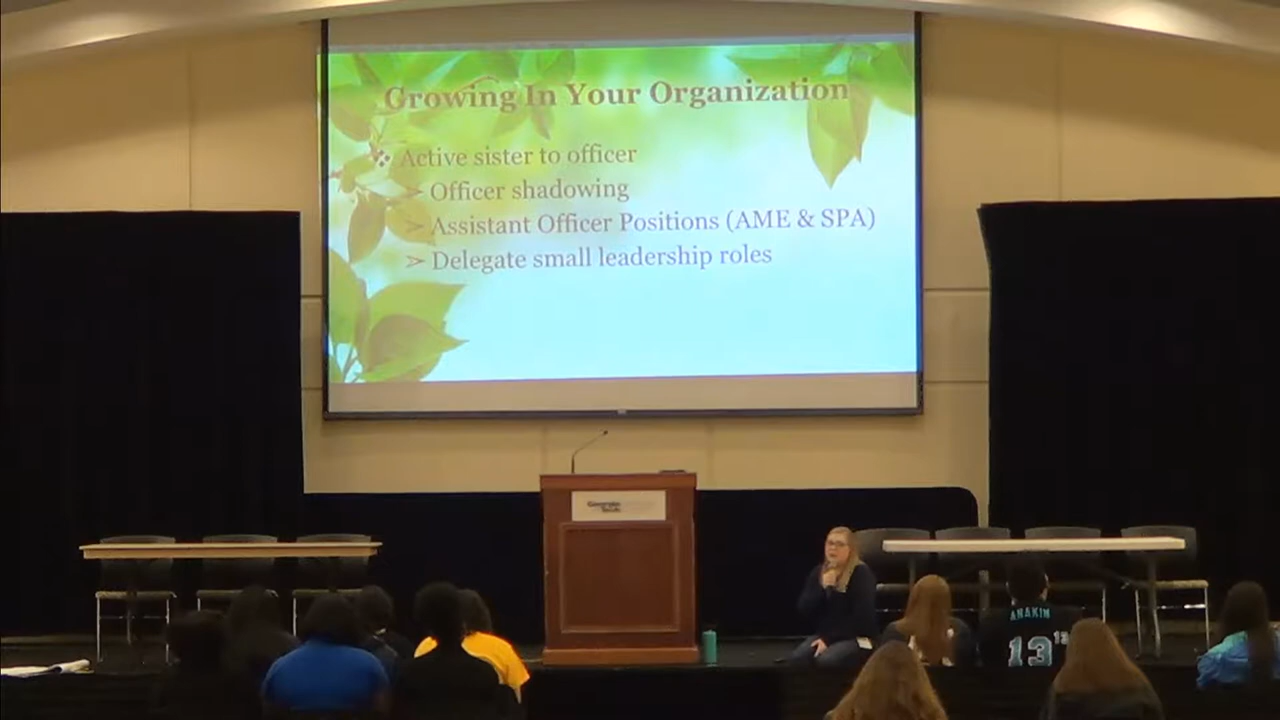 Growing In Your Organization
❖ Active sister to officer
➢ Officer shadowing
➢ Assistant Officer Positions (AME & SPA)
➢ Delegate small leadership roles
ANAKIN
13